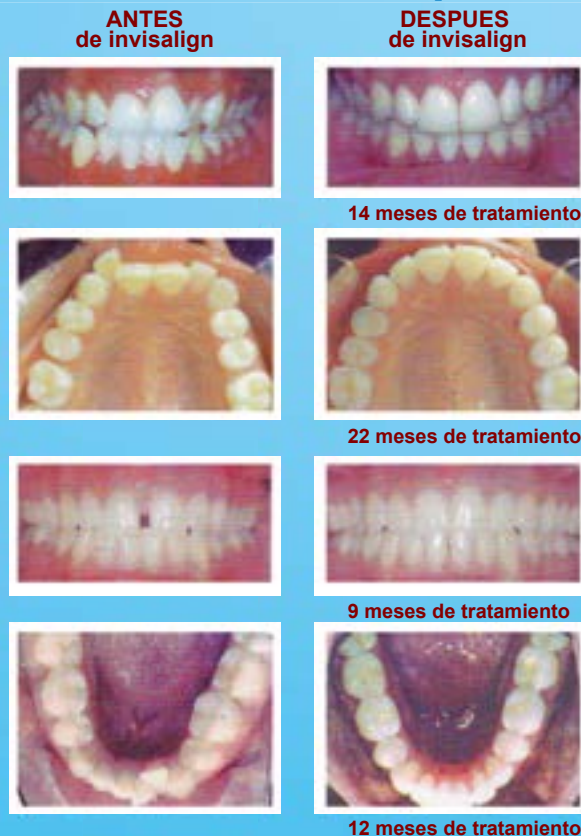 ANTES
de invisalign
DESPUES
de invisalign
14 meses de tratamiento
22 meses de tratamiento
9 meses de tratamiento
12 meses de tratamiento